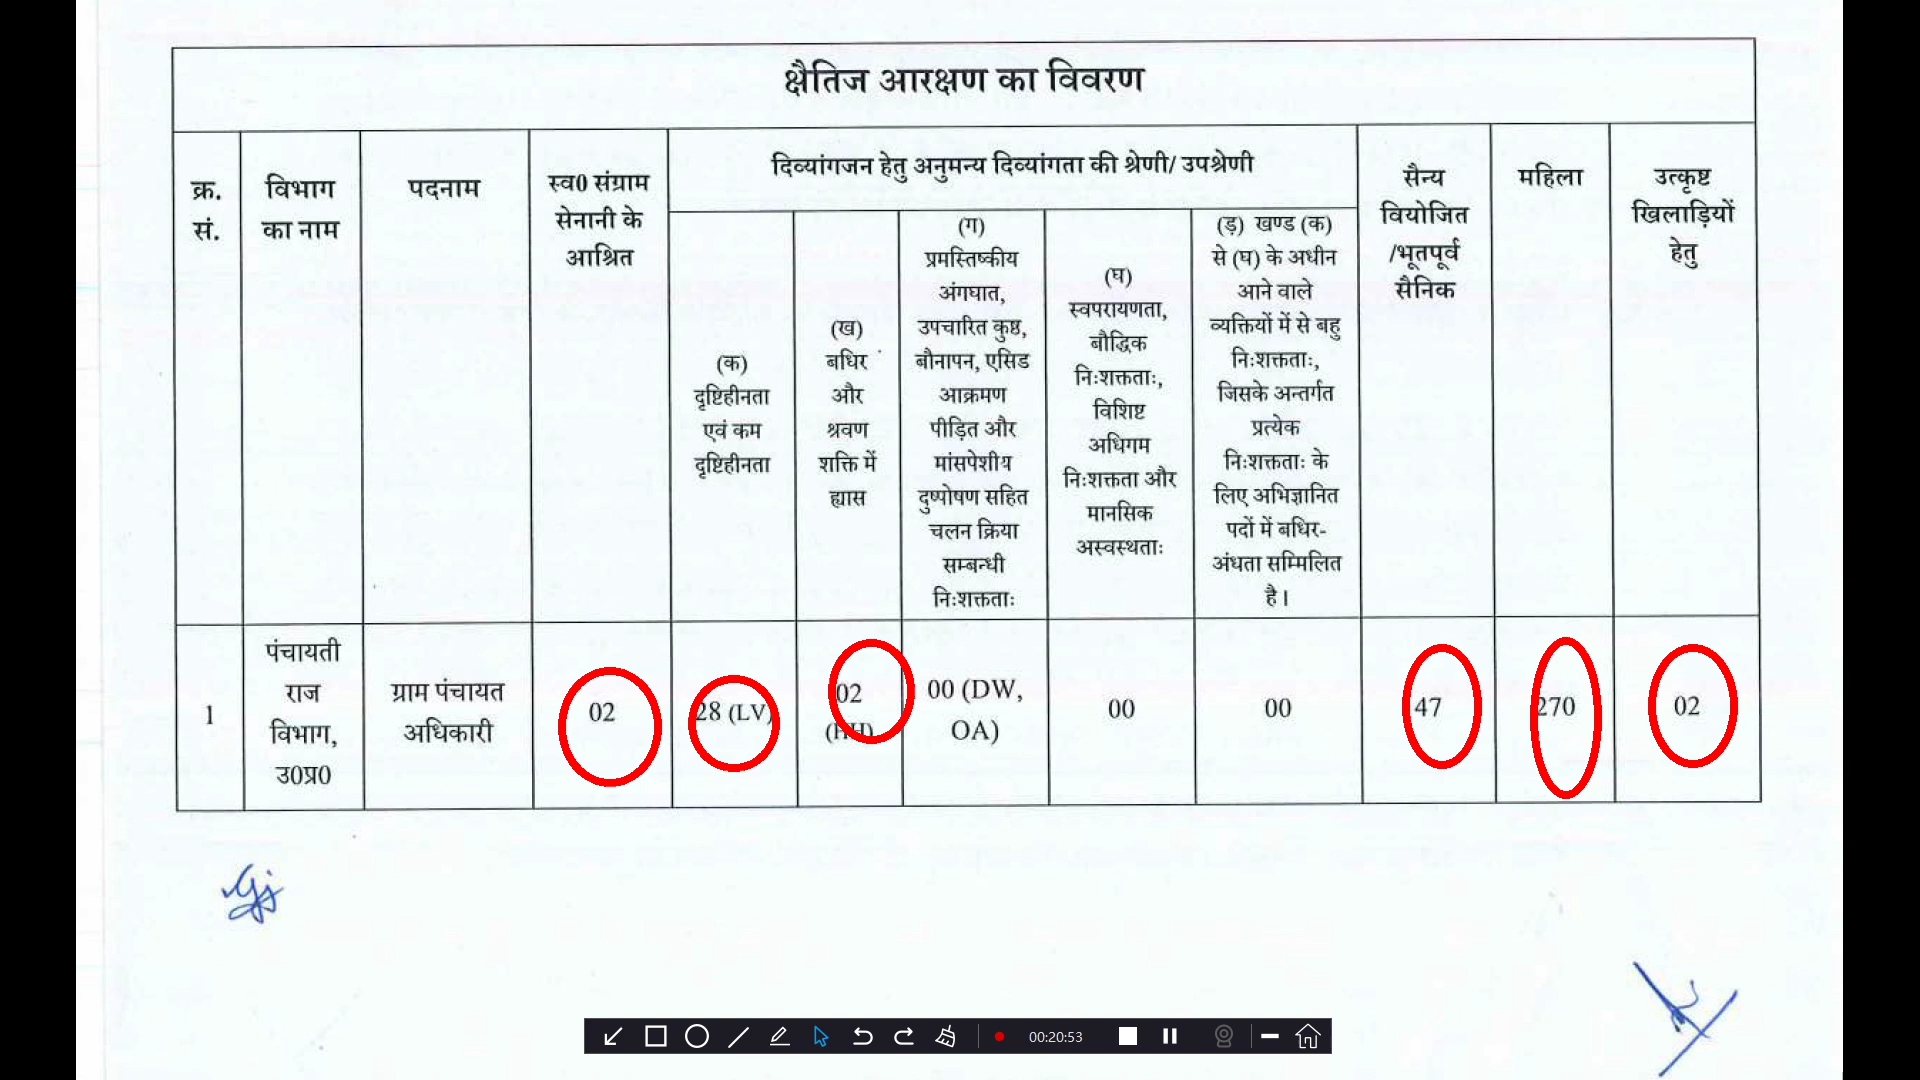 क्षैतिज आरक्षण का विवरण
क्र.
सं.
विभाग
का नाम
पदनाम
स्व0 संग्राम
सेनानी के
आश्रित
दिव्यांगजन हेतु अनुमन्य दिव्यांगता की श्रेणी/ उपश्रेणी
(क)
दृष्टिहीनता
एवं कम
दृष्टिहीनता
(ख)
बधिर
और
श्रवण
शक्ति में
ह्यास
(ग)
प्रमस्तिष्कीय
अंगघात,
उपचारित कुष्ठ,
बौनापन, एसिड
आक्रमण
पीड़ित और
मांसपेशीय
दुष्पोषण सहित
चलन क्रिया
सम्बन्धी
निःशक्तताः
(घ)
स्वपरायणता,
बौद्धिक
निःशक्तताः,
विशिष्ट
अधिगम
निःशक्तता और
मानसिक
अस्वस्थताः
(ड़) खण्ड (क)
से (घ) के अधीन
आने वाले
व्यक्तियों में से बहु
निःशक्तताः,
जिसके अन्तर्गत
प्रत्येक
निःशक्तताः के
लिए अभिज्ञानित
पदों में बधिर-
अंधता सम्मिलित
है।
सैन्य
वियोजित
/भूतपूर्व
सैनिक
महिला
उत्कृष्ट
खिलाड़ियों
हेतु
1
पंचायती
राज
विभाग,
उ0प्र0
ग्राम पंचायत
अधिकारी
02
28 (LV)
02
(HH)
00 (DW,
OA)
00
00
47
270
02
00:20:53